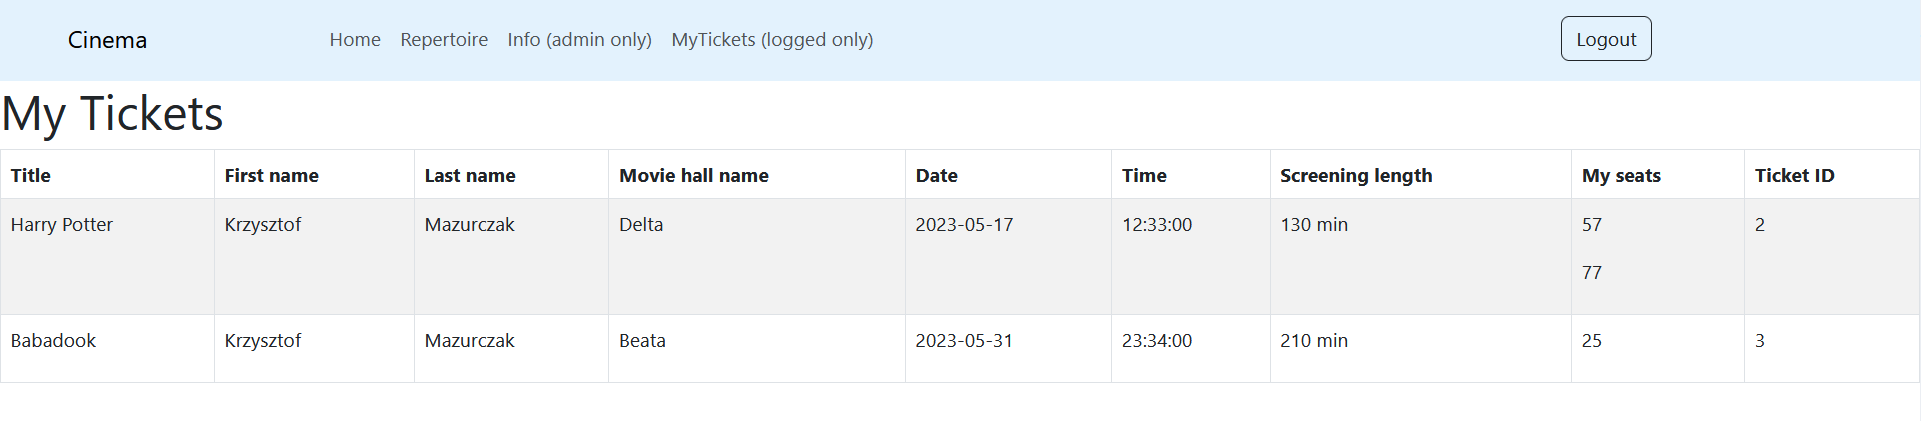 Cinema Home Repertoire Info (admin only) MyTickets (logged only) Logout
My Tickets
Title First name Last name Movie hall name Date Time Screening length My seats Ticket ID
Harry Potter Krzysztof Mazurczak Delta 2023-05-17 12:33:00 130 min 57 2
77
Babadook Krzysztof Mazurczak Beata 2023-05-31 23:34:00 210 min 25 3